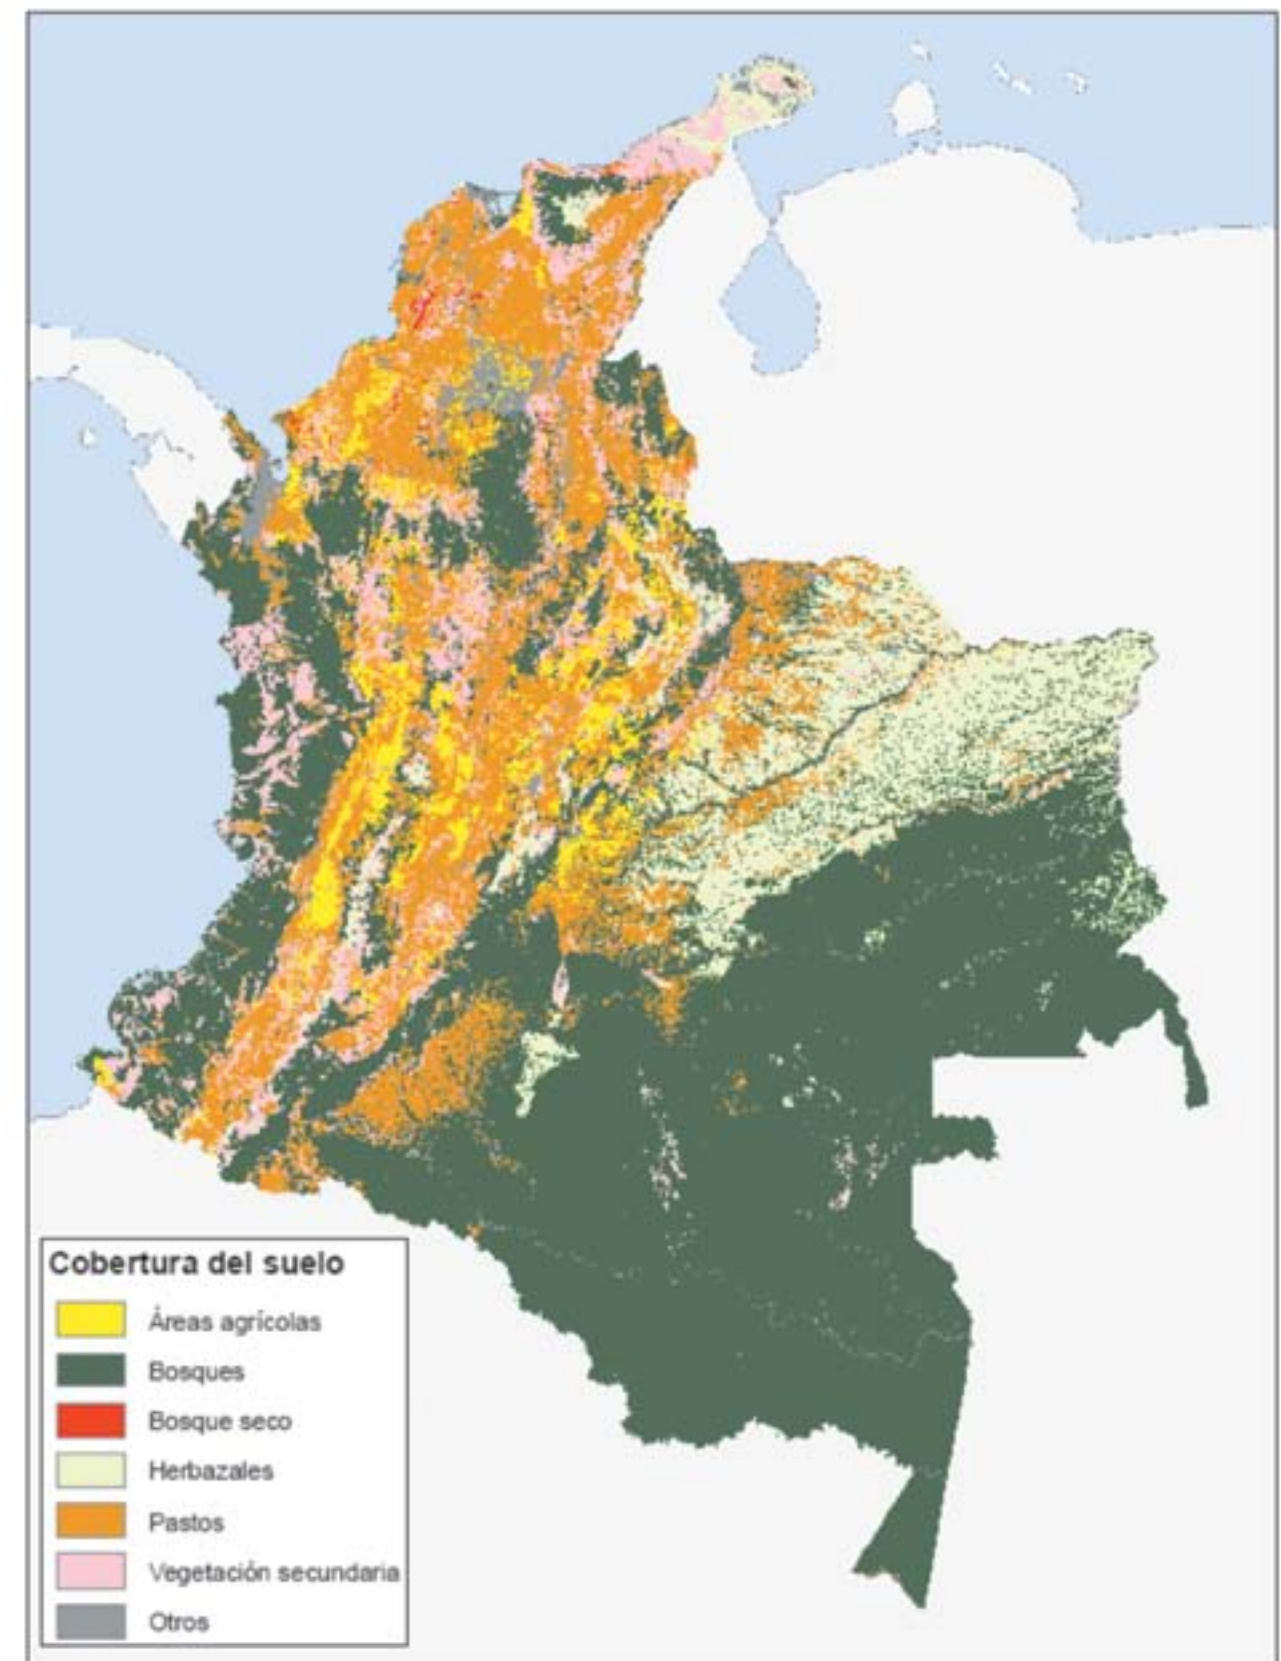 Cobertura del suelo
Áreas agrícolas
Bosques
Bosque seco
Herbazales
Pastos
Vegetación secundaria
Otros